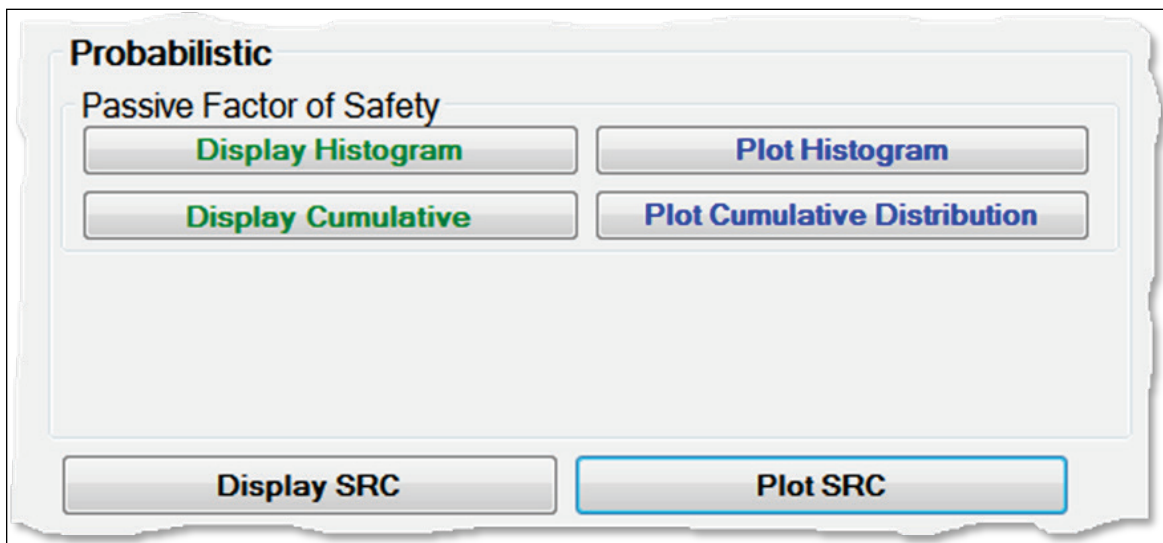 Probabilistic
Passive Factor of Safety
Display Histogram
Plot Histogram
Display Cumulative
Plot Cumulative Distribution
Display SRC
Plot SRC